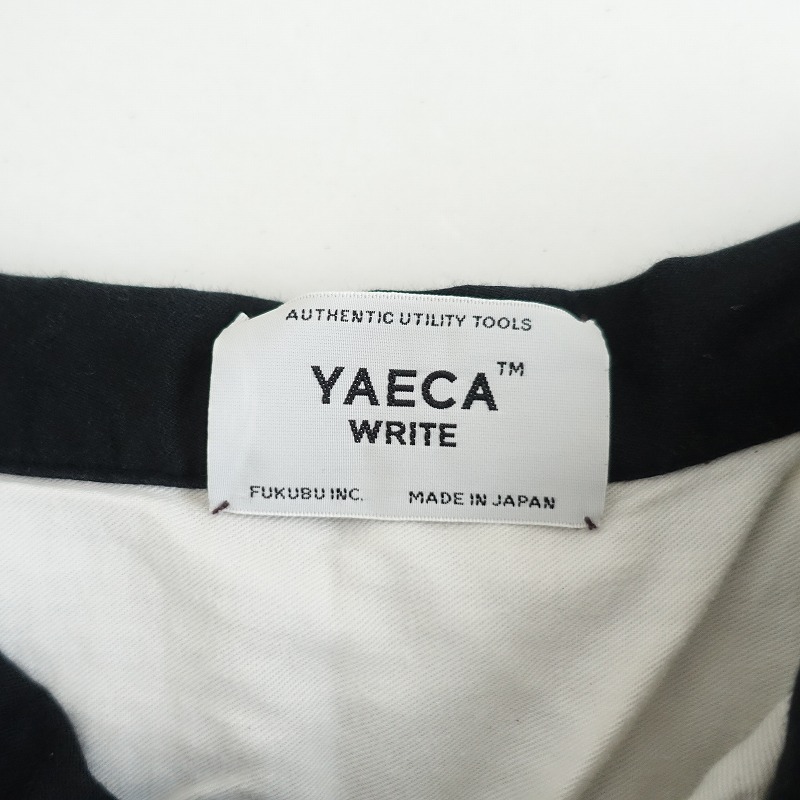 AUTHENTIC UTILITY TOOLS
YAECA™
WRITE
FUKUBU INC. MADE IN JAPAN